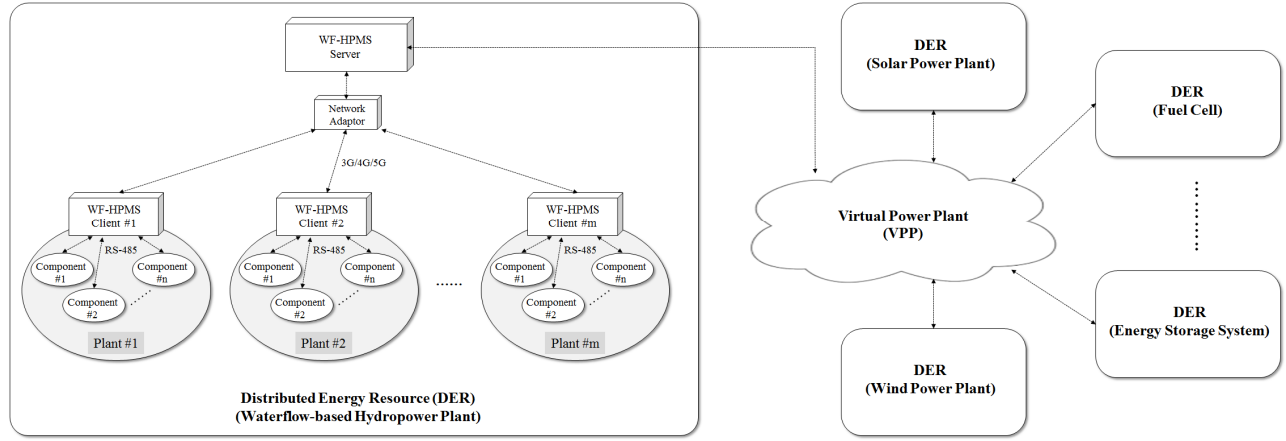 WF-HPMS
Server
Network
Adaptor
3G/4G/5G
WF-HPMS
Client #1
RS-485
Component
#1
Component
#n
Component
#2
Plant #1
WF-HPMS
Client #2
RS-485
Component
#1
Component
#n
Component
#2
Plant #2
......
WF-HPMS
Client #m
RS-485
Component
#1
Component
#n
Component
#2
Plant #m
Distributed Energy Resource (DER)
(Waterflow-based Hydropower Plant)
DER
(Solar Power Plant)
DER
(Fuel Cell)
Virtual Power Plant
(VPP)
DER
(Energy Storage System)
DER
(Wind Power Plant)